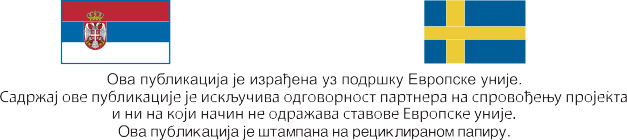 Ова публикација је израђена уз подршку Европске уније.
Садржај ове публикације је искључива одговорност партнера на спровођењу пројекта
и ни на који начин не одражава ставове Европске уније.
Ова публикација је штампана на рециклираном папиру.